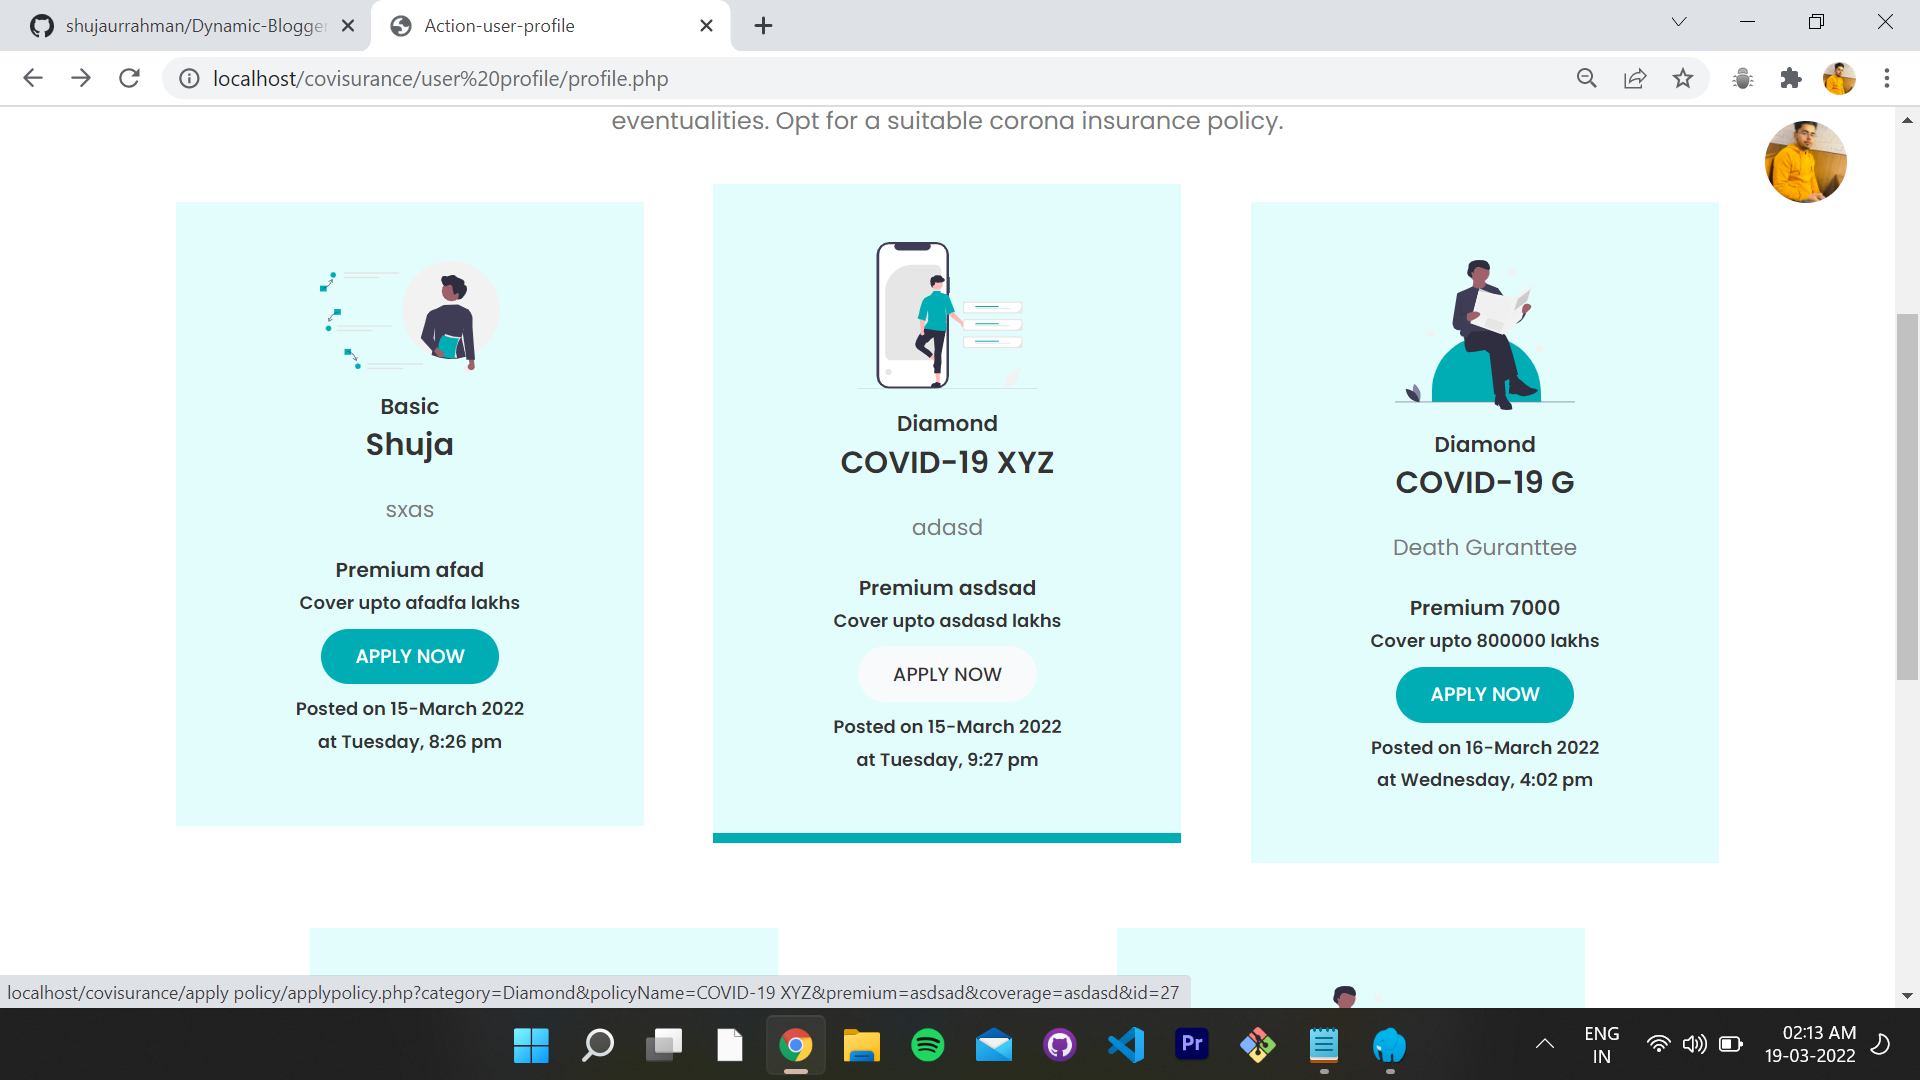 shujaurrahman/Dynamic-Blogger
Action-user-profile
localhost/covisurance/user%20profile/profile.php
eventualities. Opt for a suitable corona insurance policy.
Basic
Shuja
sxas
Premium afad
Cover upto afadfa lakhs
APPLY NOW
Posted on 15-March 2022
at Tuesday, 8:26 pm
Diamond
COVID-19 XYZ
adasd
Premium asdsad
Cover upto asdasd lakhs
APPLY NOW
Posted on 15-March 2022
at Tuesday, 9:27 pm
Diamond
COVID-19 G
Death Guranttee
Premium 7000
Cover upto 800000 lakhs
APPLY NOW
Posted on 16-March 2022
at Wednesday, 4:02 pm
localhost/covisurance/apply policy/applypolicy.php?category=Diamond&policyName=COVID-19 XYZ&premium=asdsad&coverage=asdasd&id=27
Pr
ENG
IN
02:13 AM
19-03-2022